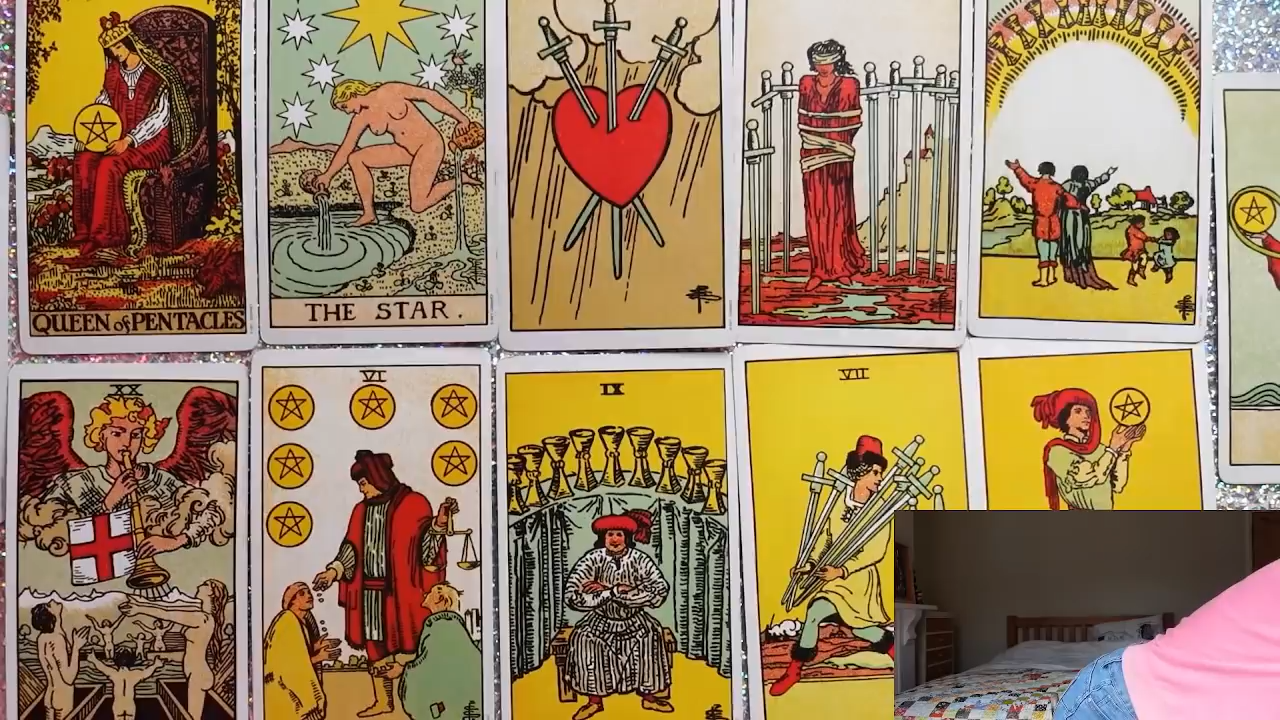 QUEEN of PENTACLES
THE STAR.
XX
VI
IX
VII